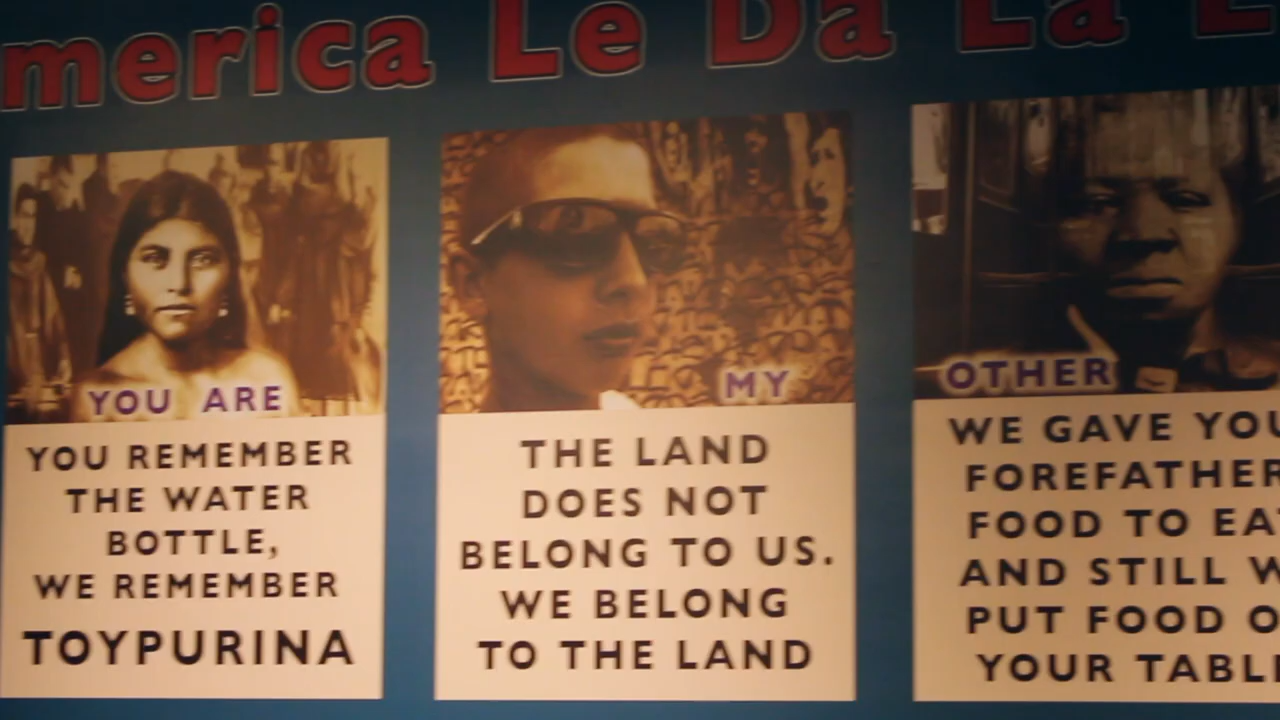 merica Le Da La
YOU ARE
YOU REMEMBER
THE WATER
BOTTLE,
WE REMEMBER
TOYPURINA
MY
THE LAND
DOES NOT
BELONG TO US.
WE BELONG
TO THE LAND
OTHER
WE GAVE YOU
FOREFATHER
FOOD TO EA
AND STILL W
PUT FOOD O
YOUR TABL